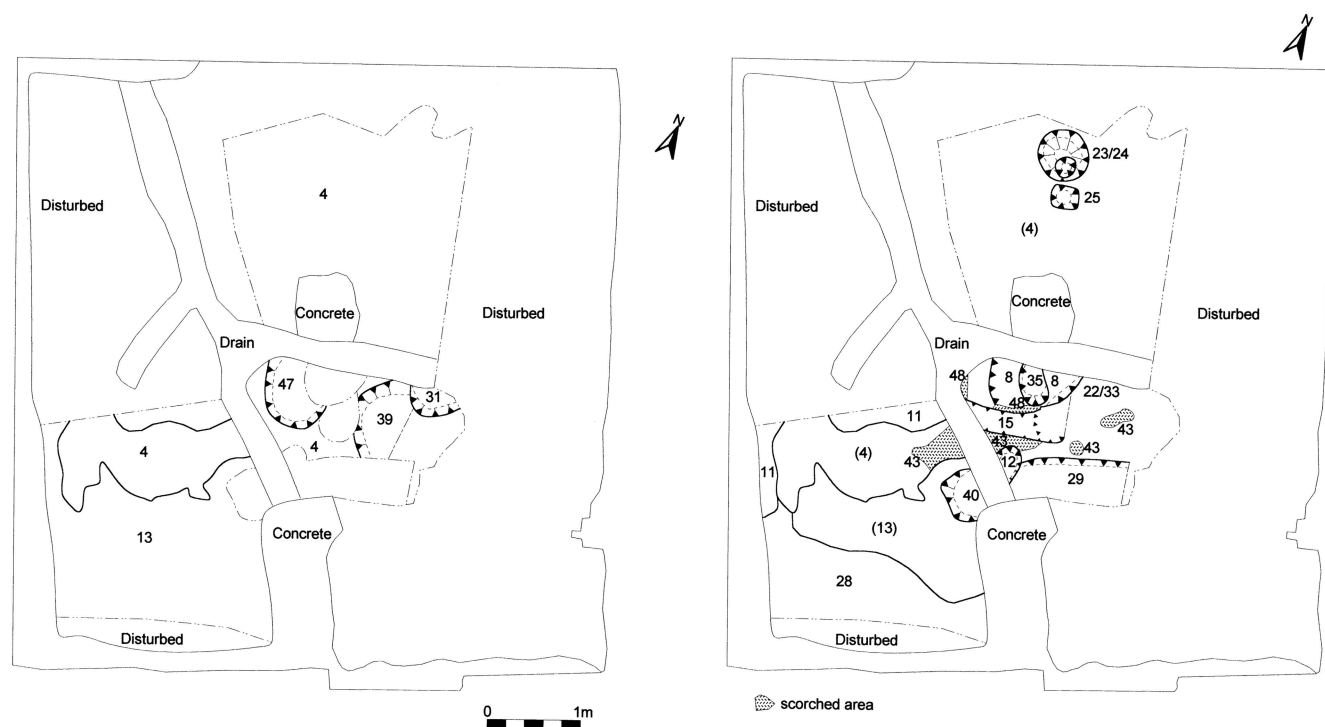 N
4
Disturbed
Concrete
Disturbed
Drain
47
31
39
4
4
13
Concrete
Disturbed
0 1m
N
23/24
25
Disturbed
(4)
Concrete
Disturbed
Drain
48
8
35
8
22/33
48
11
15
43
43
(4)
43
43
12
11
29
40
(13)
Concrete
28
Disturbed
scorched area